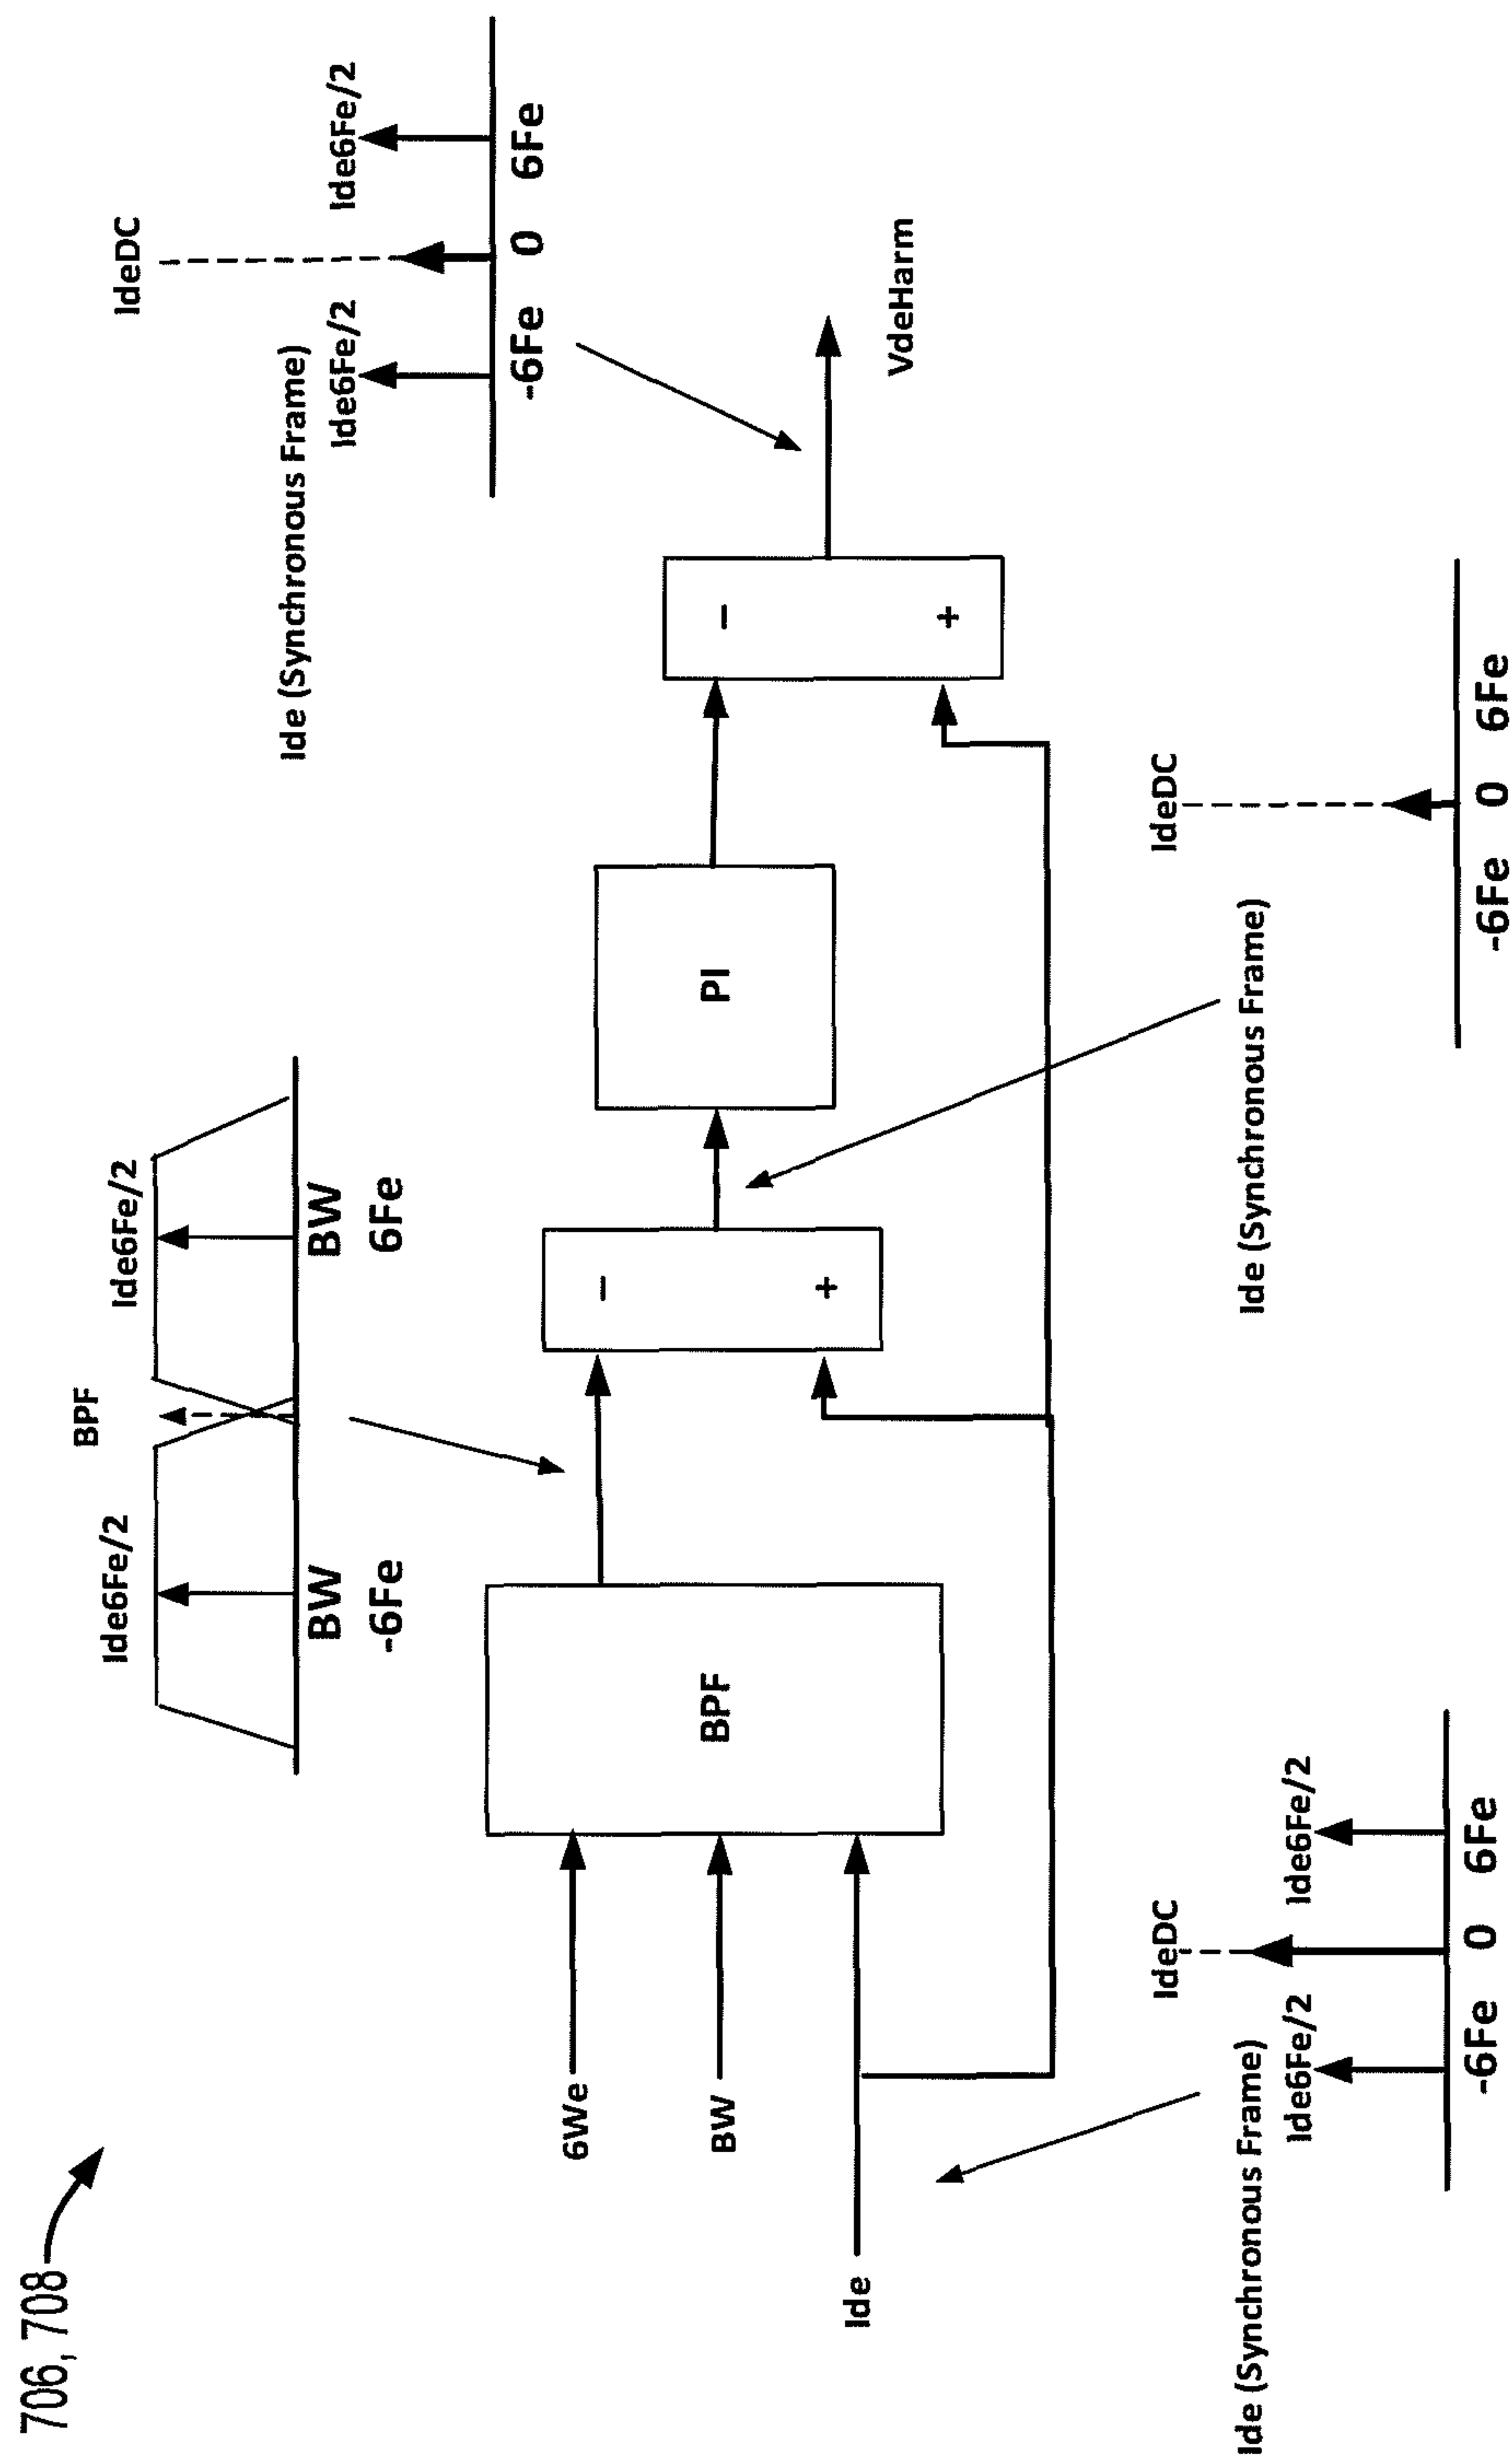 706, 708
BPF
Ide6Fe/2
Ide6Fe/2
BW
BW
-6Fe
6Fe
IdeDC
Ide (Synchronous Frame)
Ide6Fe/2
Ide6Fe/2
-6Fe
0
6Fe
6We
BW
Ide
BPF
−
+
PI
−
+
VdeHarm
Ide (Synchronous Frame)
IdeDC
Ide6Fe/2
Ide6Fe/2
-6Fe
0
6Fe
Ide (Synchronous Frame)
IdeDC
-6Fe
0
6Fe